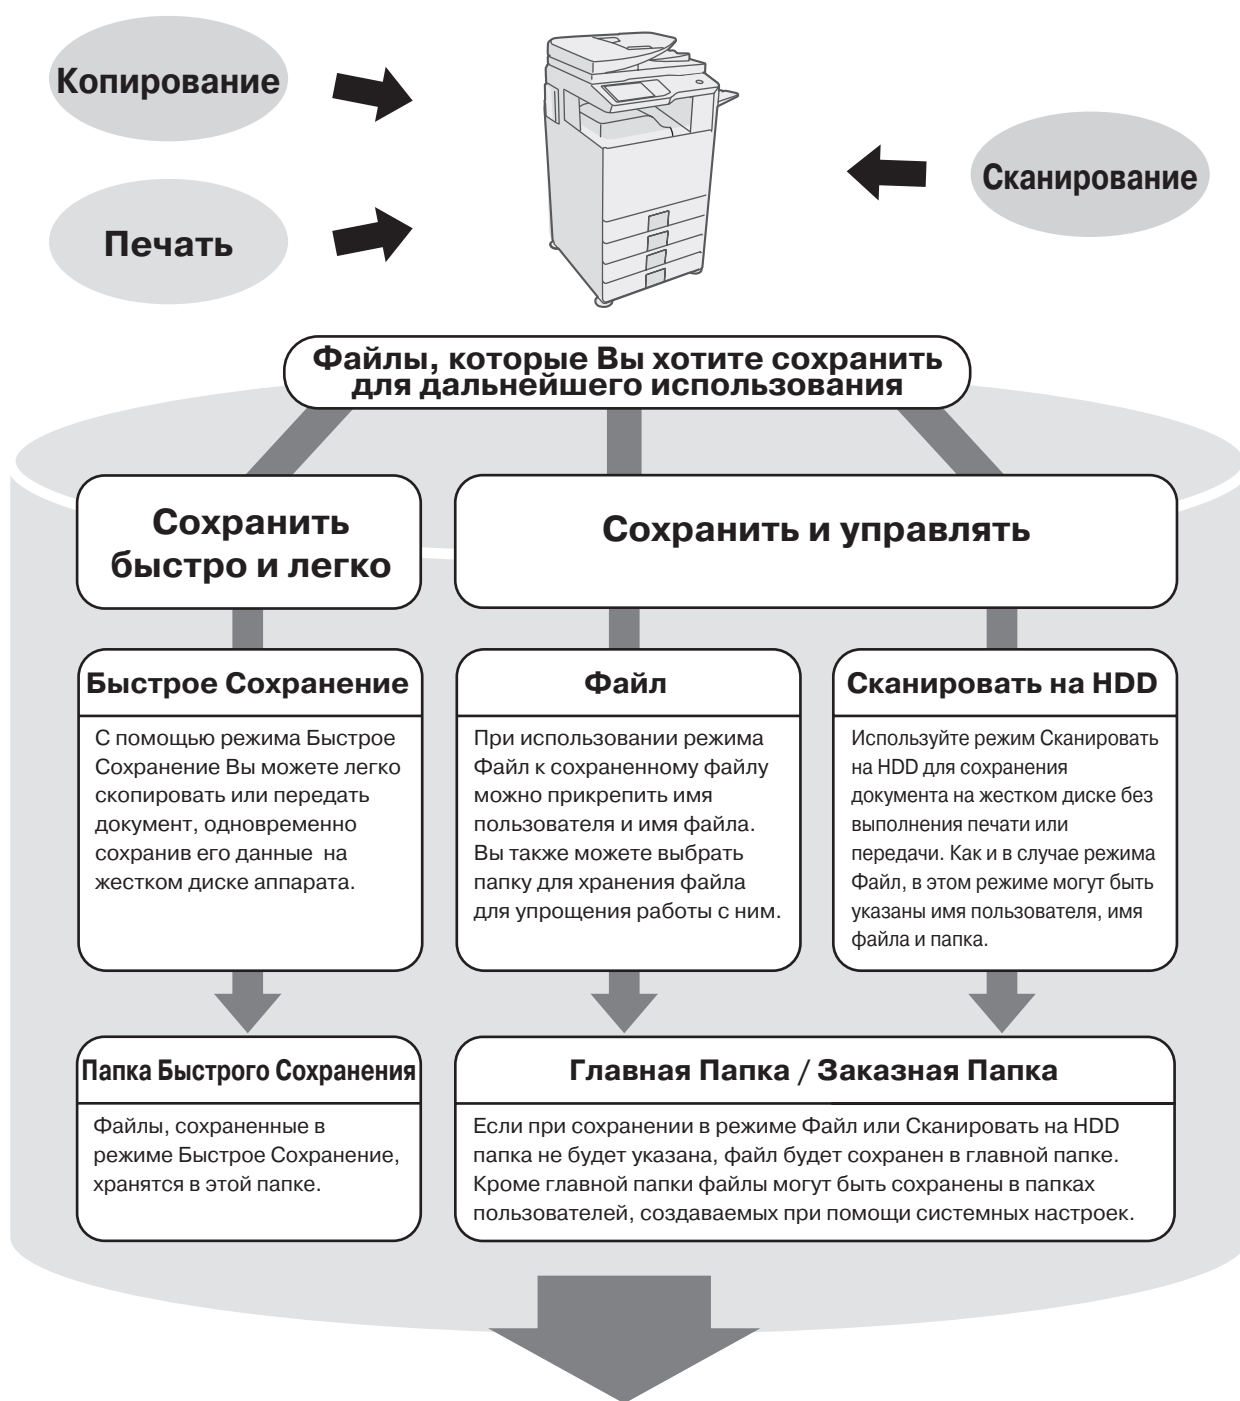 Копирование
Печать
Сканирование
Файлы, которые Вы хотите сохранить
для дальнейшего использования
Сохранить
быстро и легко
Сохранить и управлять
Быстрое Сохранение
С помощью режима Быстрое
Сохранение Вы можете легко
скопировать или передать
документ, одновременно
сохранив его данные на
жестком диске аппарата.
Файл
При использовании режима
Файл к сохраненному файлу
можно прикрепить имя
пользователя и имя файла.
Вы также можете выбрать
папку для хранения файла
для упрощения работы с ним.
Сканировать на HDD
Используйте режим Сканировать
на HDD для сохранения
документа на жестком диске без
выполнения печати или
передачи. Как и в случае режима
Файл, в этом режиме могут быть
указаны имя пользователя, имя
файла и папка.
Папка Быстрого Сохранения
Файлы, сохраненные в
режиме Быстрое Сохранение,
хранятся в этой папке.
Главная Папка / Заказная Папка
Если при сохранении в режиме Файл или Сканировать на HDD
папка не будет указана, файл будет сохранен в главной папке.
Кроме главной папки файлы могут быть сохранены в папках
пользователей, создаваемых при помощи системных настроек.